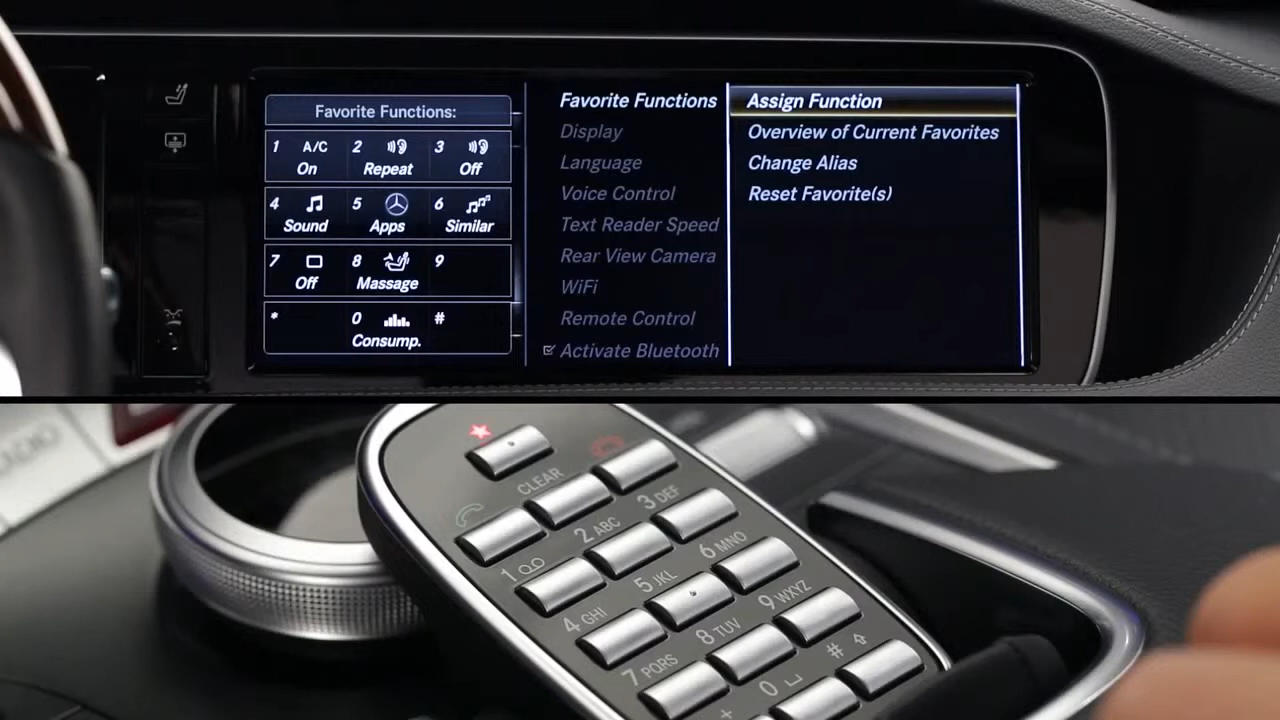 Favorite Functions:
1 A/C 2 3
On Repeat Off
4 5 6
Sound Apps Similar
7 8 9
Off Massage
* 0 #
Consump.
Favorite Functions
Display
Language
Voice Control
Text Reader Speed
Rear View Camera
WiFi
Remote Control
Activate Bluetooth
Assign Function
Overview of Current Favorites
Change Alias
Reset Favorite(s)
CLEAR
1
2 ABC
3 DEF
4 GHI
5 JKL
6 MNO
7 PQRS
8 TUV
9 WXYZ
+
0
#